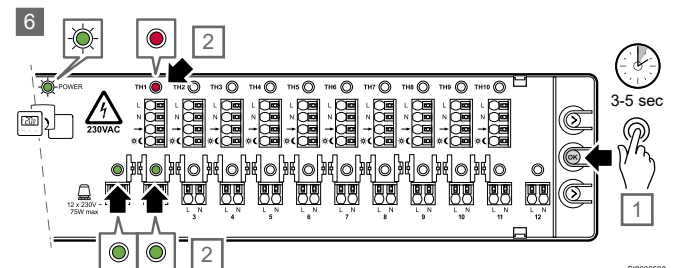 6
2
POWER
TH1 TH2 TH3 TH4 TH5 TH6 TH7 TH8 TH9 TH10
3-5 sec
L
N
230VAC
OK
1
12 x 230V ~
75W max
L N L N L N L N L N L N L N L N L N L N
3 4 5 6 7 8 9 10 11 12
2